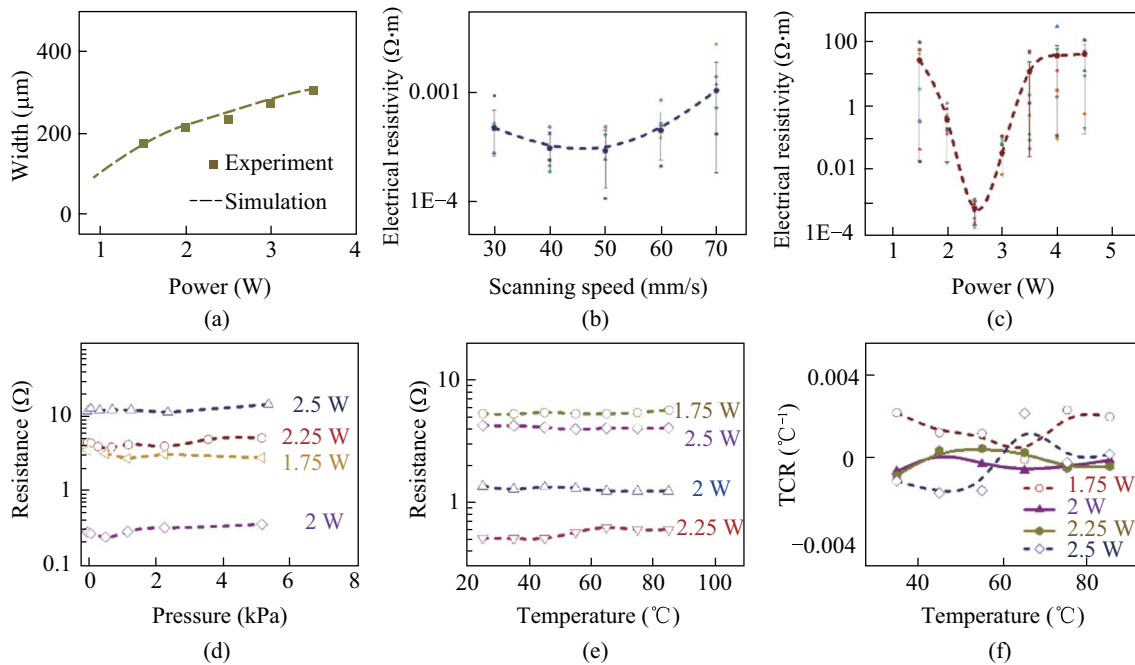 400
200
0
Width (μm)
Experiment
Simulation
1
2
3
4
Power (W)
(a)
Electrical resistivity (Ω·m)
0.001
1E−4
30
40
50
60
70
Scanning speed (mm/s)
(b)
Electrical resistivity (Ω·m)
100
1
0.01
1E−4
1
2
3
4
5
Power (W)
(c)
Resistance (Ω)
10
1
0.1
2.5 W
2.25 W
1.75 W
2 W
0
2
4
6
8
Pressure (kPa)
(d)
Resistance (Ω)
10
1
1.75 W
2.5 W
2 W
2.25 W
20
40
60
80
100
Temperature (℃)
(e)
TCR (℃⁻¹)
0.004
0
−0.004
1.75 W
2 W
2.25 W
2.5 W
40
60
80
Temperature (℃)
(f)